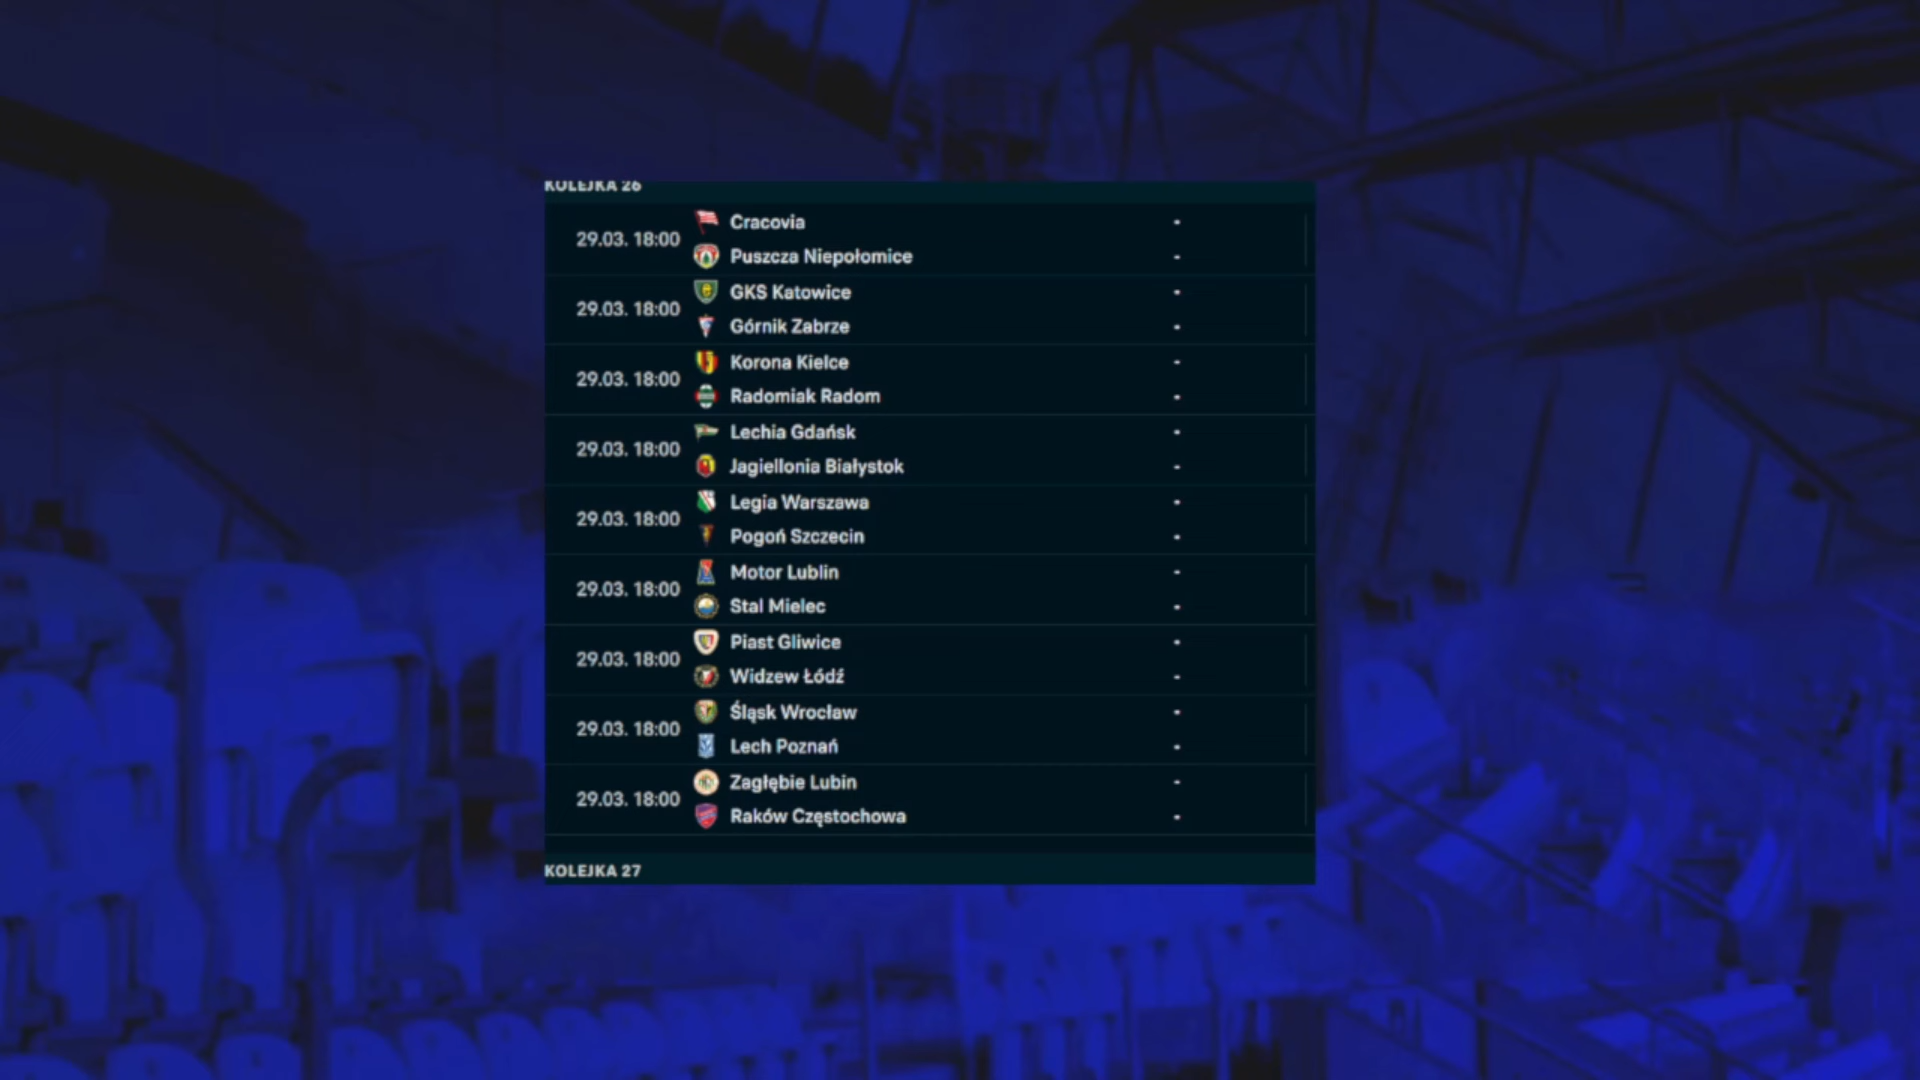 KOLEJKA 26
29.03. 18:00 Cracovia -
Puszcza Niepołomice -
29.03. 18:00 GKS Katowice -
Górnik Zabrze -
29.03. 18:00 Korona Kielce -
Radomiak Radom -
29.03. 18:00 Lechia Gdańsk -
Jagiellonia Białystok -
29.03. 18:00 Legia Warszawa -
Pogoń Szczecin -
29.03. 18:00 Motor Lublin -
Stal Mielec -
29.03. 18:00 Piast Gliwice -
Widzew Łódź -
29.03. 18:00 Śląsk Wrocław -
Lech Poznań -
29.03. 18:00 Zagłębie Lubin -
Raków Częstochowa -
KOLEJKA 27